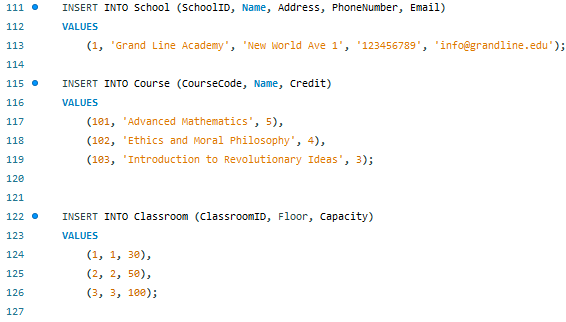 111 INSERT INTO School (SchoolID, Name, Address, PhoneNumber, Email)
112 VALUES
113 (1, 'Grand Line Academy', 'New World Ave 1', '123456789', 'info@grandline.edu');
114
115 INSERT INTO Course (CourseCode, Name, Credit)
116 VALUES
117 (101, 'Advanced Mathematics', 5),
118 (102, 'Ethics and Moral Philosophy', 4),
119 (103, 'Introduction to Revolutionary Ideas', 3);
120
121
122 INSERT INTO Classroom (ClassroomID, Floor, Capacity)
123 VALUES
124 (1, 1, 30),
125 (2, 2, 50),
126 (3, 3, 100);
127